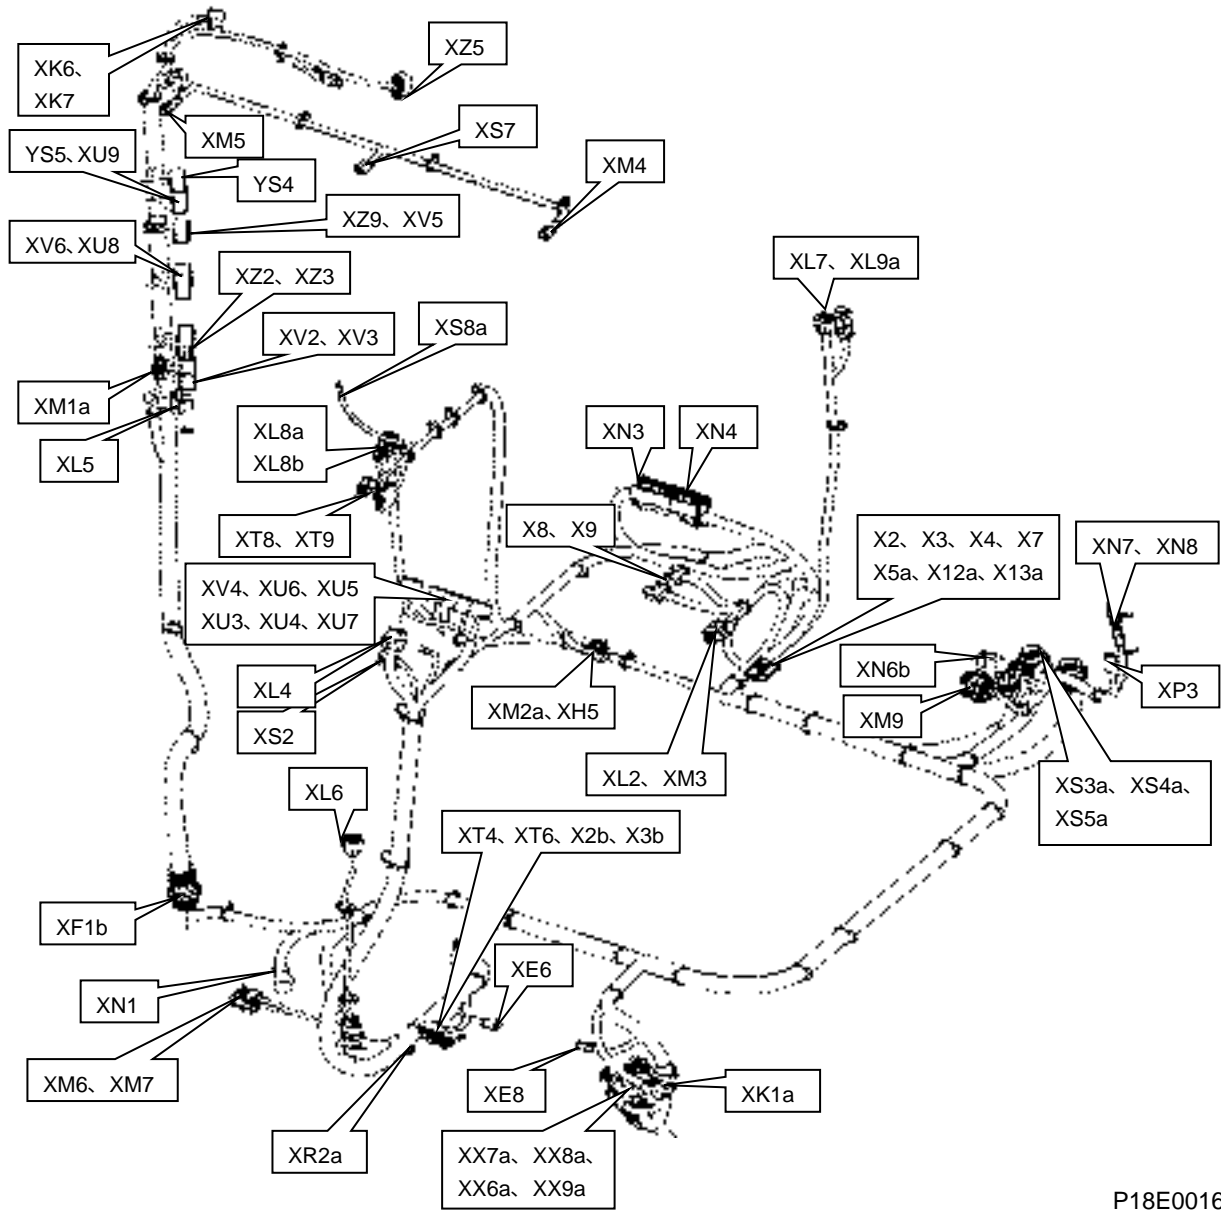 XK6、
XK7
XZ5
XM5
XS7
YS5、XU9
YS4
XM4
XZ9、XV5
XV6、XU8
XL7、XL9a
XZ2、XZ3
XV2、XV3
XS8a
XM1a
XL5
XL8a
XL8b
XN3
XN4
XT8、XT9
X8、X9
X2、X3、X4、X7
X5a、X12a、X13a
XN7、XN8
XV4、XU6、XU5
XU3、XU4、XU7
XL4
XS2
XM2a、XH5
XN6b
XP3
XM9
XL2、XM3
XS3a、XS4a、
XS5a
XL6
XT4、XT6、X2b、X3b
XF1b
XN1
XE6
XM6、XM7
XE8
XK1a
XR2a
XX7a、XX8a、
XX6a、XX9a
P18E0016